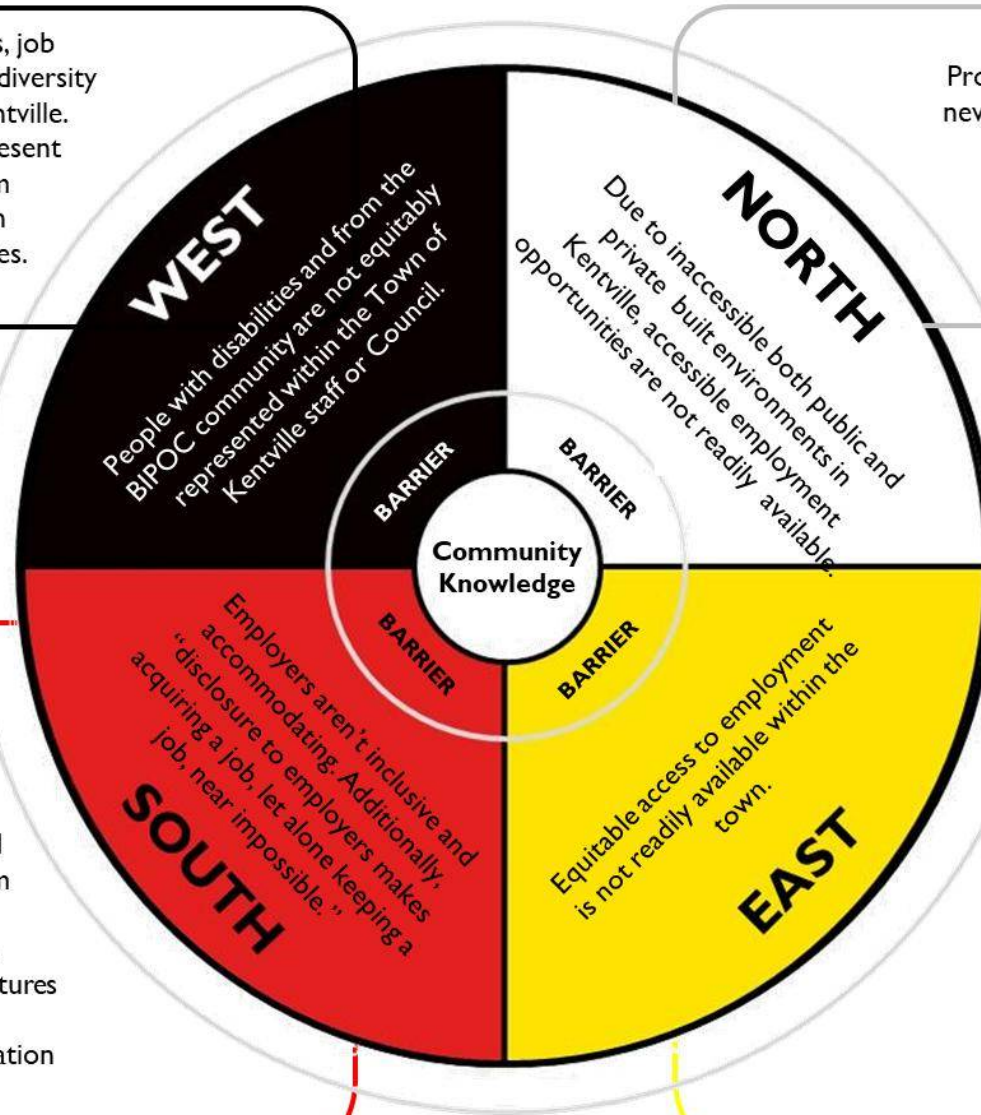 s, job
diversity
ntville.
esent
n
n
es.
Pro
nev
WEST
People with disabilities and from the
BIPOC community are not equitably
represented within the Town of
Kentville staff or Council.
BARRIER
NORTH
Due to inaccessible both public and
private built environments in
Kentville, accessible employment
opportunities are not readily available.
BARRIER
Community
Knowledge
BARRIER
Employers aren't inclusive and
accommodating. Additionally,
“disclosure to employers makes
acquiring a job, let alone keeping a
job, near impossible. ”
SOUTH
BARRIER
Equitable access to employment
is not readily available within the
town.
EAST
n
tures
ation